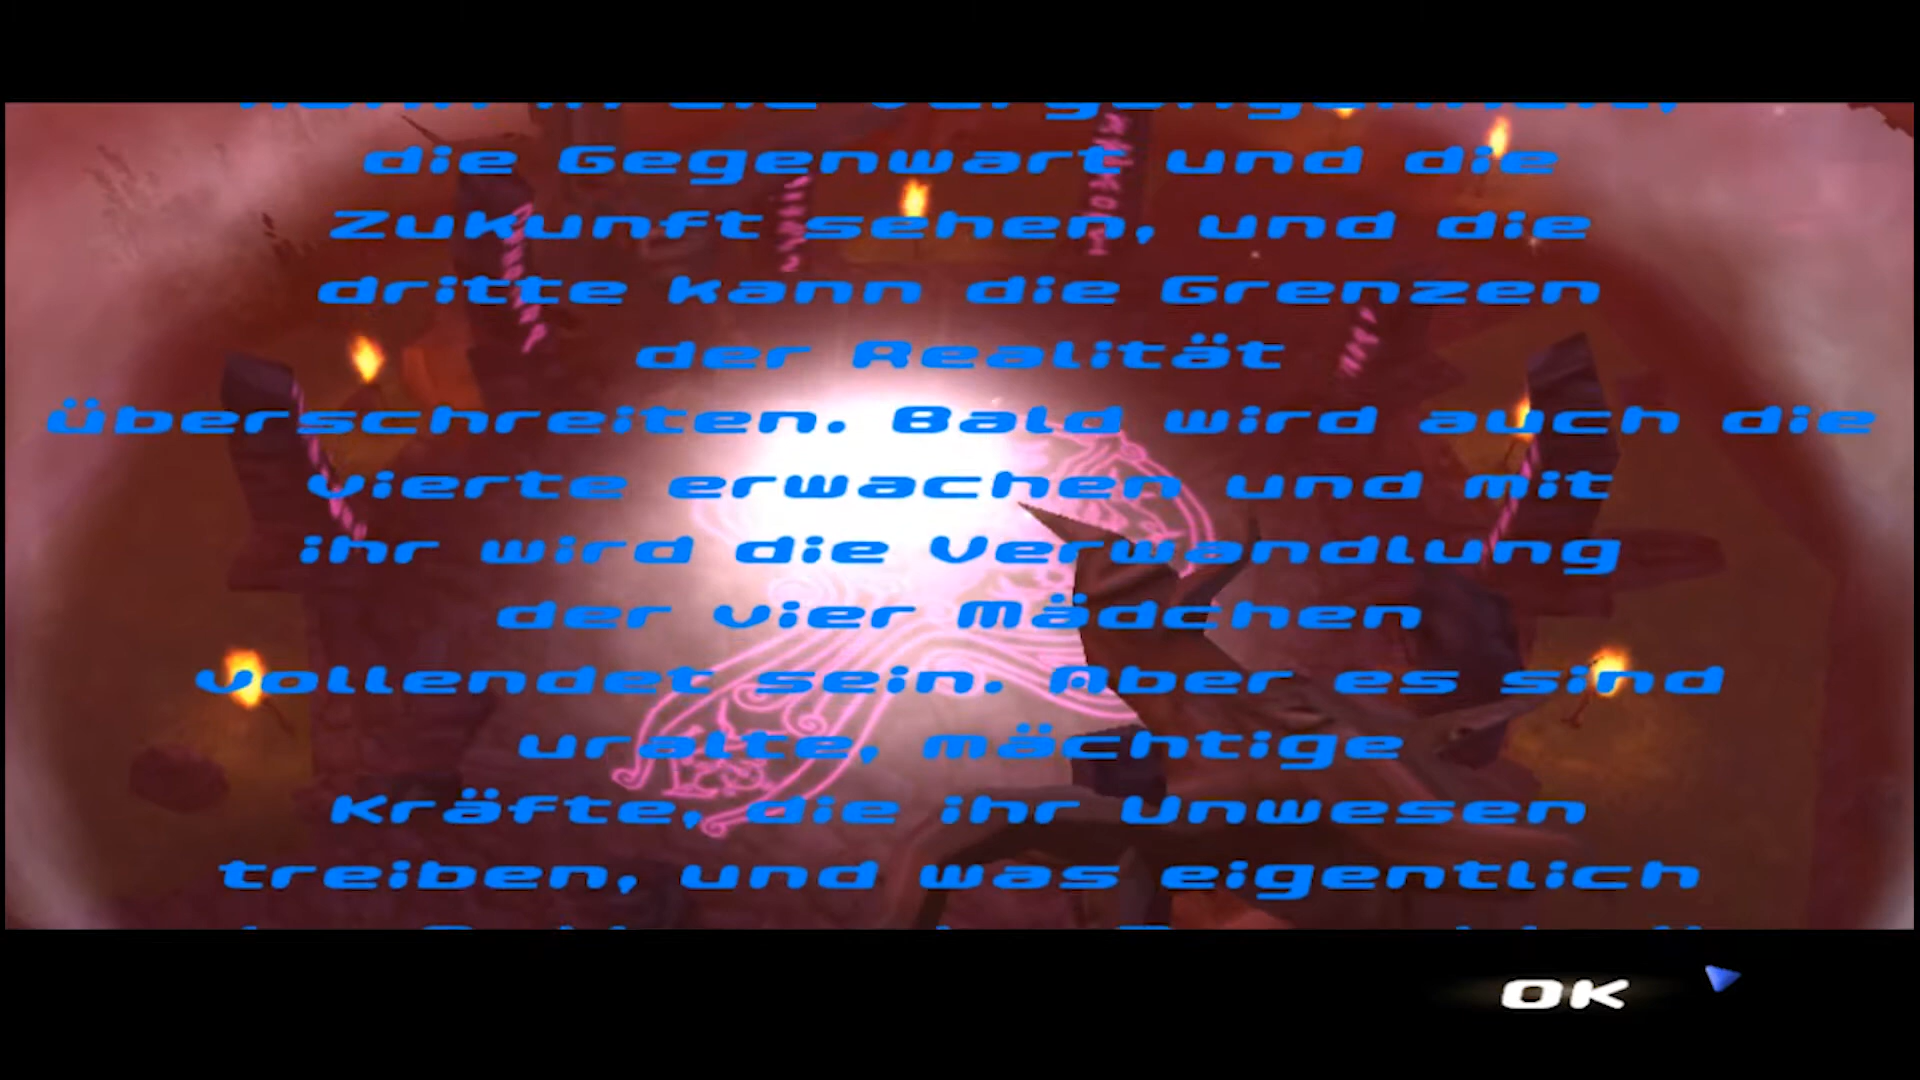 die Gegenwart und die
Zukunft sehen, und die
dritte kann die Grenzen
der Realität
überschreiten. Bald wird auch die
vierte erwachen und mit
ihr wird die Verwandlung
der vier Mädchen
vollendet sein. Aber es sind
uralte, mächtige
Kräfte, die ihr Unwesen
treiben, und was eigentlich
OK